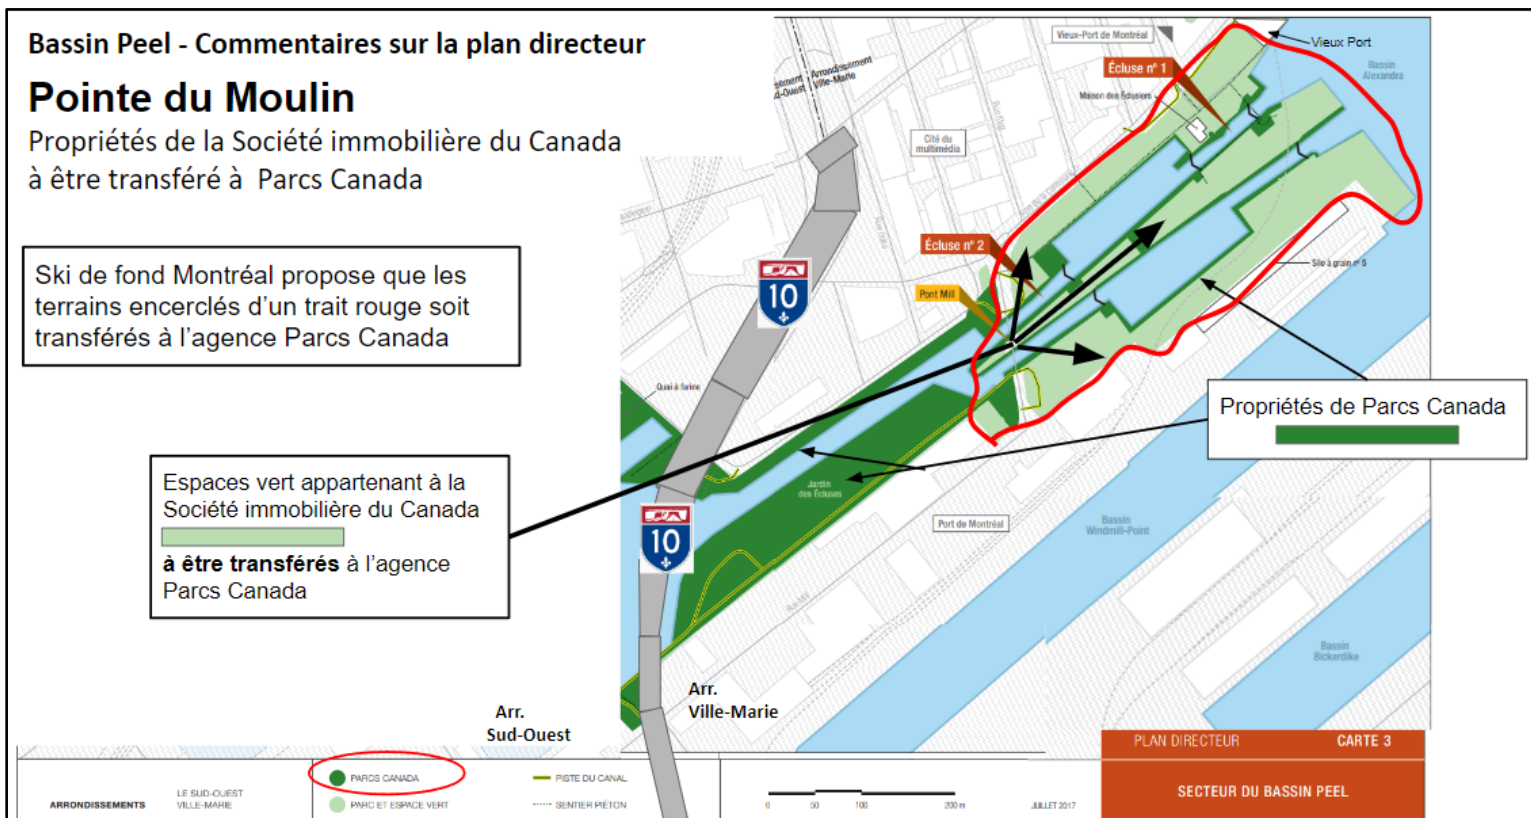 Bassin Peel - Commentaires sur la plan directeur
Pointe du Moulin
Propriétés de la Société immobilière du Canada
à être transféré à Parcs Canada
Ski de fond Montréal propose que les
terrains encerclés d'un trait rouge soit
transférés à l'agence Parcs Canada
Espaces vert appartenant à la
Société immobilière du Canada
à être transférés à l'agence
Parcs Canada
Propriétés de Parcs Canada
Vieux-Port de Montréal
Vieux Port
Écluse nº 1
Bassin
Alexandra
Maison des Éclusiers
Arrondissement
Ville-Marie
Cité du
multimédia
Écluse nº 2
Pont Mill
Silo à grain nº 5
10
10
Quai à farine
Jardin
des Écluses
Port de Montréal
Bassin
Windmill-Point
Rue Mill
Bassin
Bickerdike
Arr.
Ville-Marie
Arr.
Sud-Ouest
PLAN DIRECTEUR
CARTE 3
SECTEUR DU BASSIN PEEL
ARRONDISSEMENTS
LE SUD-OUEST
VILLE-MARIE
PARCS CANADA
PARC ET ESPACE VERT
PISTE DU CANAL
SENTIER PIÉTON
0 50 100 200 m
JUILLET 2017